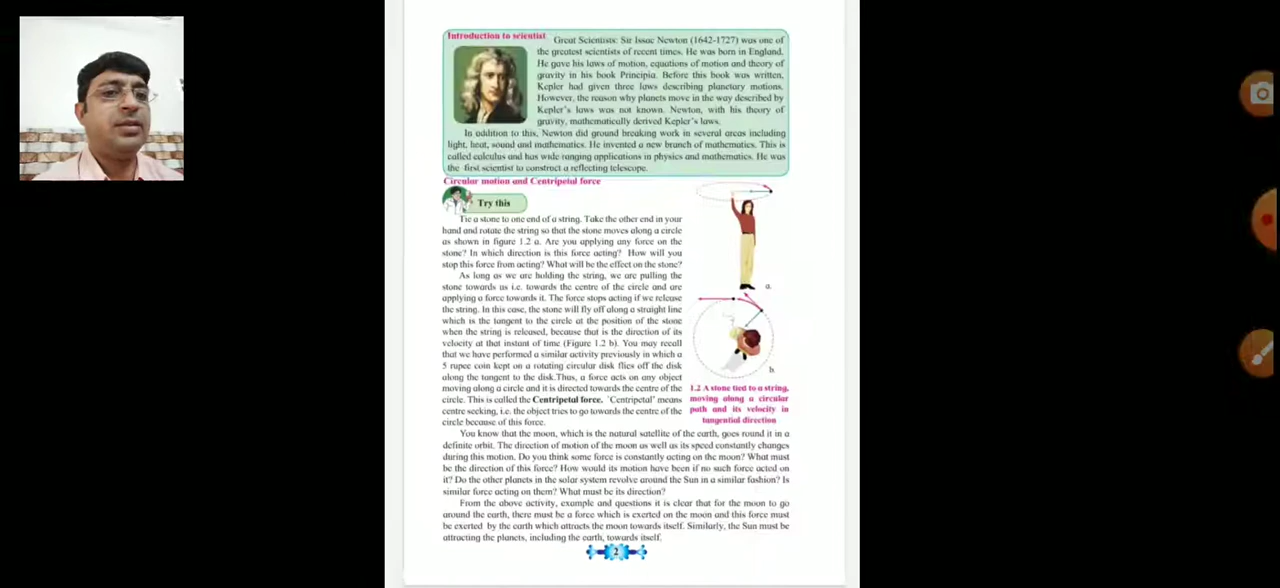 Introduction to scientist
Great Scientists: Sir Isaac Newton (1642-1727) was one of
the greatest scientists of recent times. He was born in England.
He gave his laws of motion, equations of motion and theory of
gravity in his book Principia. Before this book was written,
Kepler had given three laws describing planetary motions.
However, the reason why planets move in the way described by
Kepler's laws was not known. Newton, with his theory of
gravity, mathematically derived Kepler's laws.
In addition to this, Newton did ground breaking work in several areas including
light, heat, sound and mathematics. He invented a new branch of mathematics. This is
called calculus and has wide ranging applications in physics and mathematics. He was
the first scientist to construct a reflecting telescope.
Circular motion and Centripetal force
Try this
Tie a stone to one end of a string. Take the other end in your
hand and rotate the string so that the stone moves along a circle
as shown in figure 1.2 a. Are you applying any force on the
stone? In which direction is this force acting? How will you
stop this force from acting? What will be the effect on the stone?
As long as we are holding the string, we are pulling the
stone towards us i.e. towards the centre of the circle and are
applying a force towards it. The force stops acting if we release
the string. In this case, the stone will fly off along a straight line
which is the tangent to the circle at the position of the stone
when the string is released, because that is the direction of its
velocity at that instant of time (Figure 1.2 b). You may recall
that we have performed a similar activity previously in which a
5 rupee coin kept on a rotating circular disk flies off the disk
along the tangent to the disk.Thus, a force acts on any object
moving along a circle and it is directed towards the centre of the
circle. This is called the Centripetal force. 'Centripetal' means
centre seeking, i.e. the object tries to go towards the centre of the
circle because of this force.
a.
b.
1.2 A stone tied to a string,
moving along a circular
path and its velocity in
tangential direction
You know that the moon, which is the natural satellite of the earth, goes round it in a
definite orbit. The direction of motion of the moon as well as its speed constantly changes
during this motion. Do you think some force is constantly acting on the moon? What must
be the direction of this force? How would its motion have been if no such force acted on
it? Do the other planets in the solar system revolve around the Sun in a similar fashion? Is
similar force acting on them? What must be its direction?
From the above activity, example and questions it is clear that for the moon to go
around the earth, there must be a force which is exerted on the moon and this force must
be exerted by the earth which attracts the moon towards itself. Similarly, the Sun must be
attracting the planets, including the earth, towards itself.
2